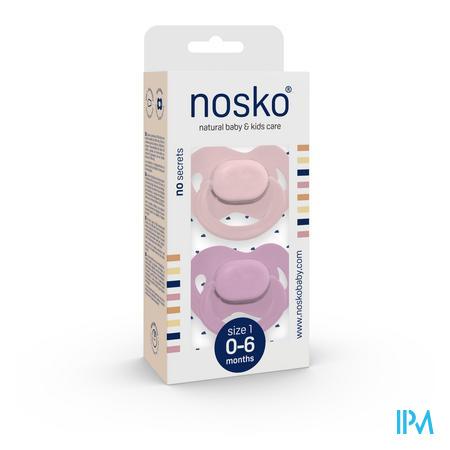 nosko®
natural baby & kids care
no secrets
www.noskobaby.com
size 1
0-6
months
IPM